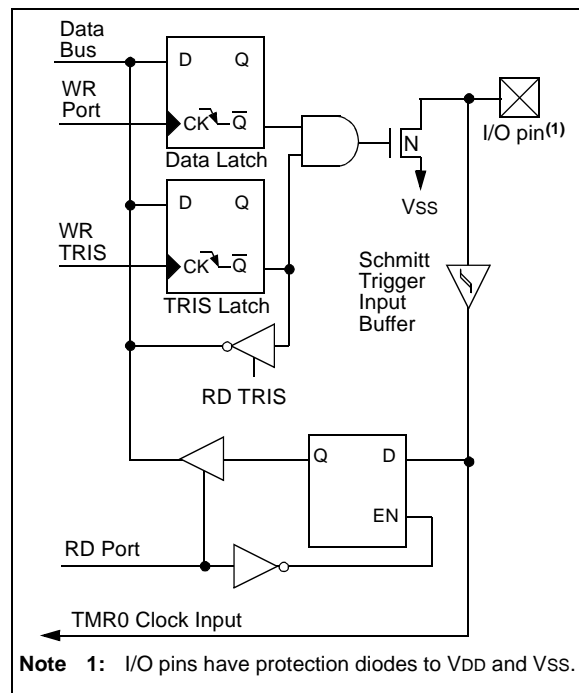 Data
Bus
D Q
WR
Port
CK Q̅
Data Latch
N
I/O pin(1)
VSS
D Q
WR
TRIS
CK Q̅
TRIS Latch
Schmitt
Trigger
Input
Buffer
RD TRIS
Q D
EN
RD Port
TMR0 Clock Input
Note 1: I/O pins have protection diodes to VDD and VSS.